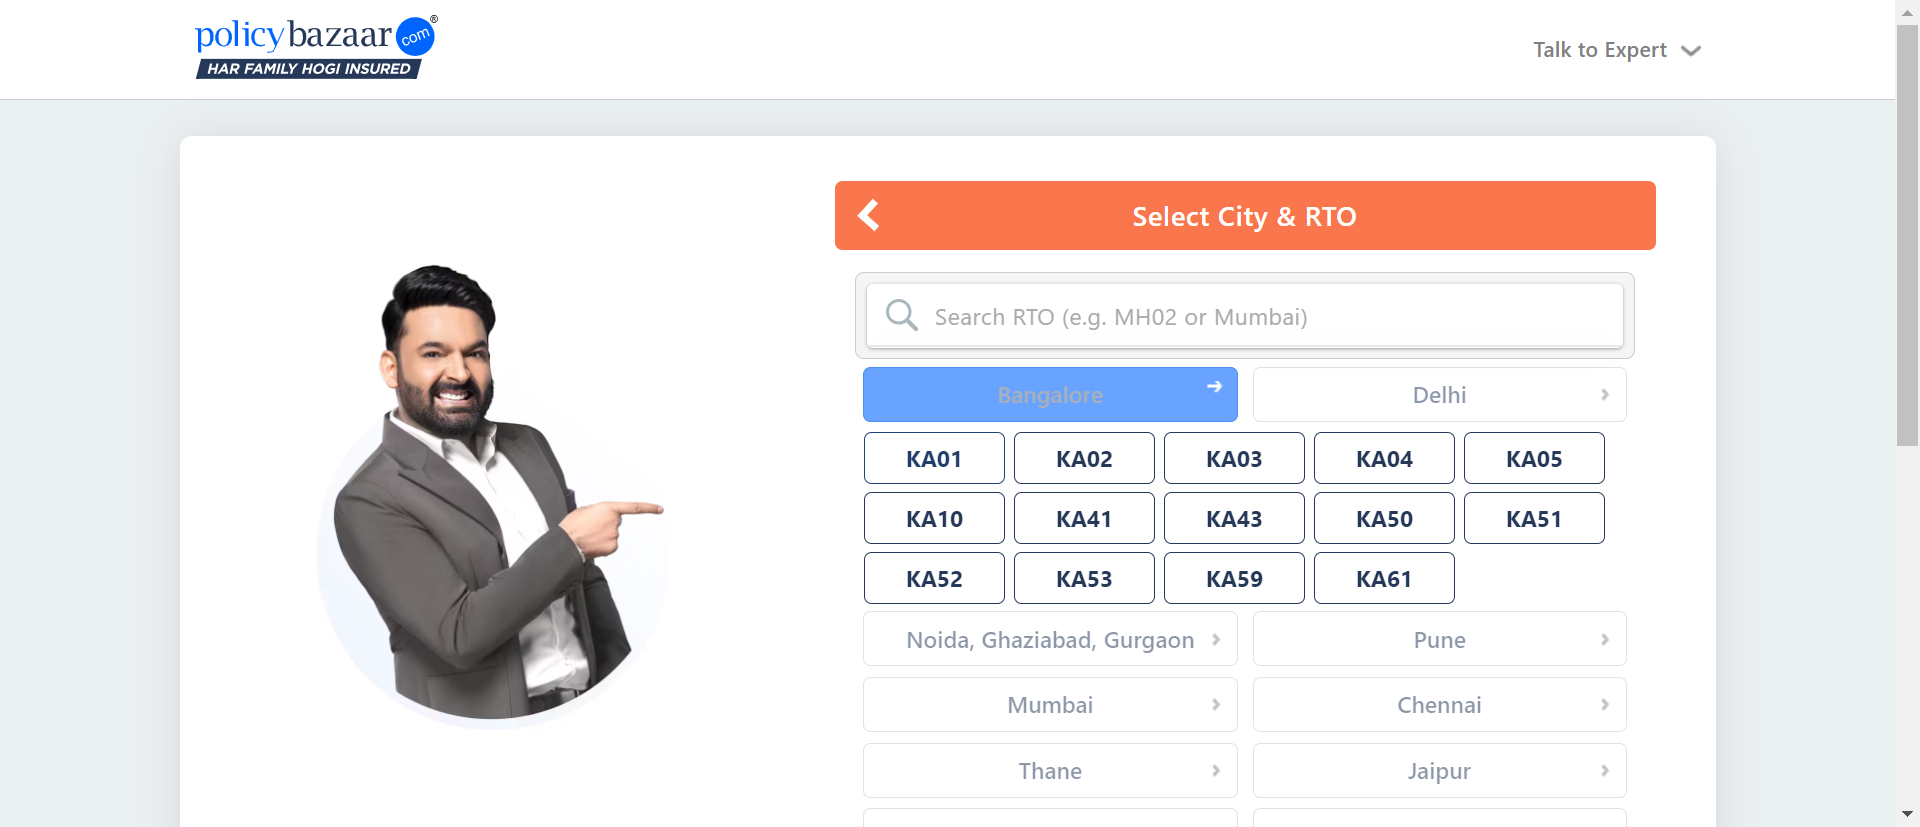 policybazaar com ®
HAR FAMILY HOGI INSURED
Talk to Expert
Select City & RTO
Search RTO (e.g. MH02 or Mumbai)
Bangalore
Delhi
KA01 KA02 KA03 KA04 KA05
KA10 KA41 KA43 KA50 KA51
KA52 KA53 KA59 KA61
Noida, Ghaziabad, Gurgaon
Pune
Mumbai
Chennai
Thane
Jaipur